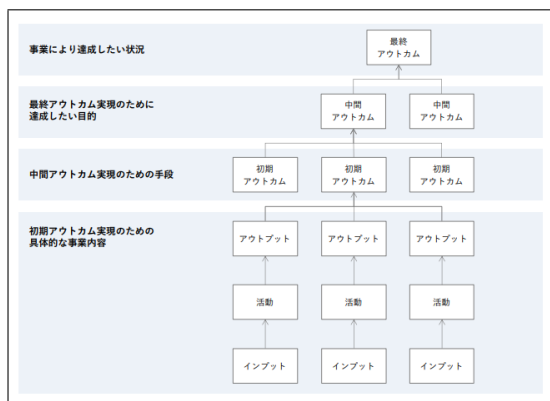 事業により達成したい状況
最終
アウトカム
最終アウトカム実現のために
達成したい目的
中間
アウトカム
中間
アウトカム
中間アウトカム実現のための手段
初期
アウトカム
初期
アウトカム
初期
アウトカム
初期アウトカム実現のための
具体的な事業内容
アウトプット
アウトプット
アウトプット
活動
活動
活動
インプット
インプット
インプット